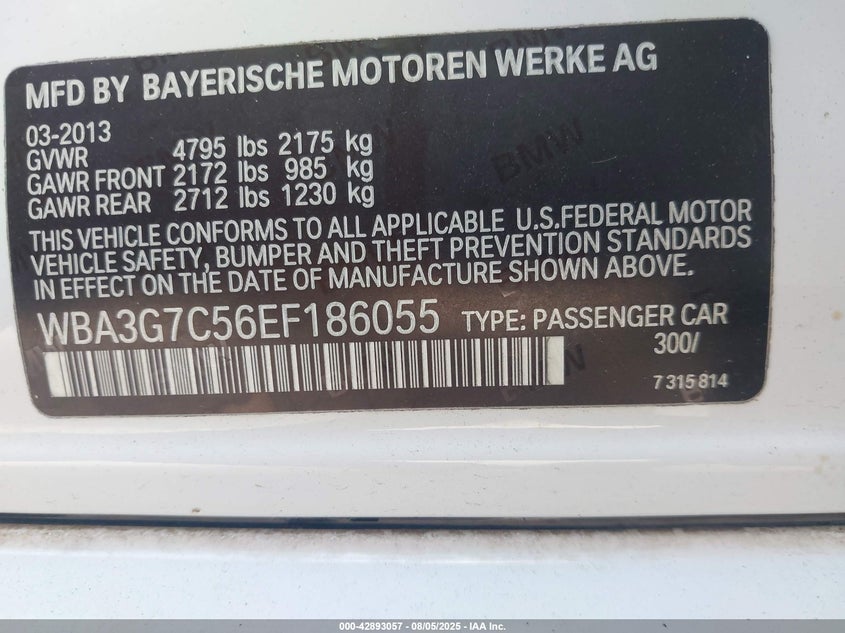 MFD BY BAYERISCHE MOTOREN WERKE AG
03-2013
GVWR 4795 lbs 2175 kg
GAWR FRONT 2172 lbs 985 kg
GAWR REAR 2712 lbs 1230 kg
THIS VEHICLE CONFORMS TO ALL APPLICABLE U.S.FEDERAL MOTOR
VEHICLE SAFETY, BUMPER AND THEFT PREVENTION STANDARDS
IN EFFECT ON THE DATE OF MANUFACTURE SHOWN ABOVE.
WBA3G7C56EF186055 TYPE: PASSENGER CAR
300/
7 315 814
000-42893057 - 08/05/2025 - IAA Inc.